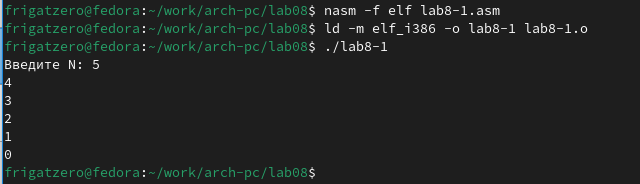 frigatzero@fedora:~/work/arch-pc/lab08$ nasm -f elf lab8-1.asm
frigatzero@fedora:~/work/arch-pc/lab08$ ld -m elf_i386 -o lab8-1 lab8-1.o
frigatzero@fedora:~/work/arch-pc/lab08$ ./lab8-1
Введите N: 5
4
3
2
1
0
frigatzero@fedora:~/work/arch-pc/lab08$